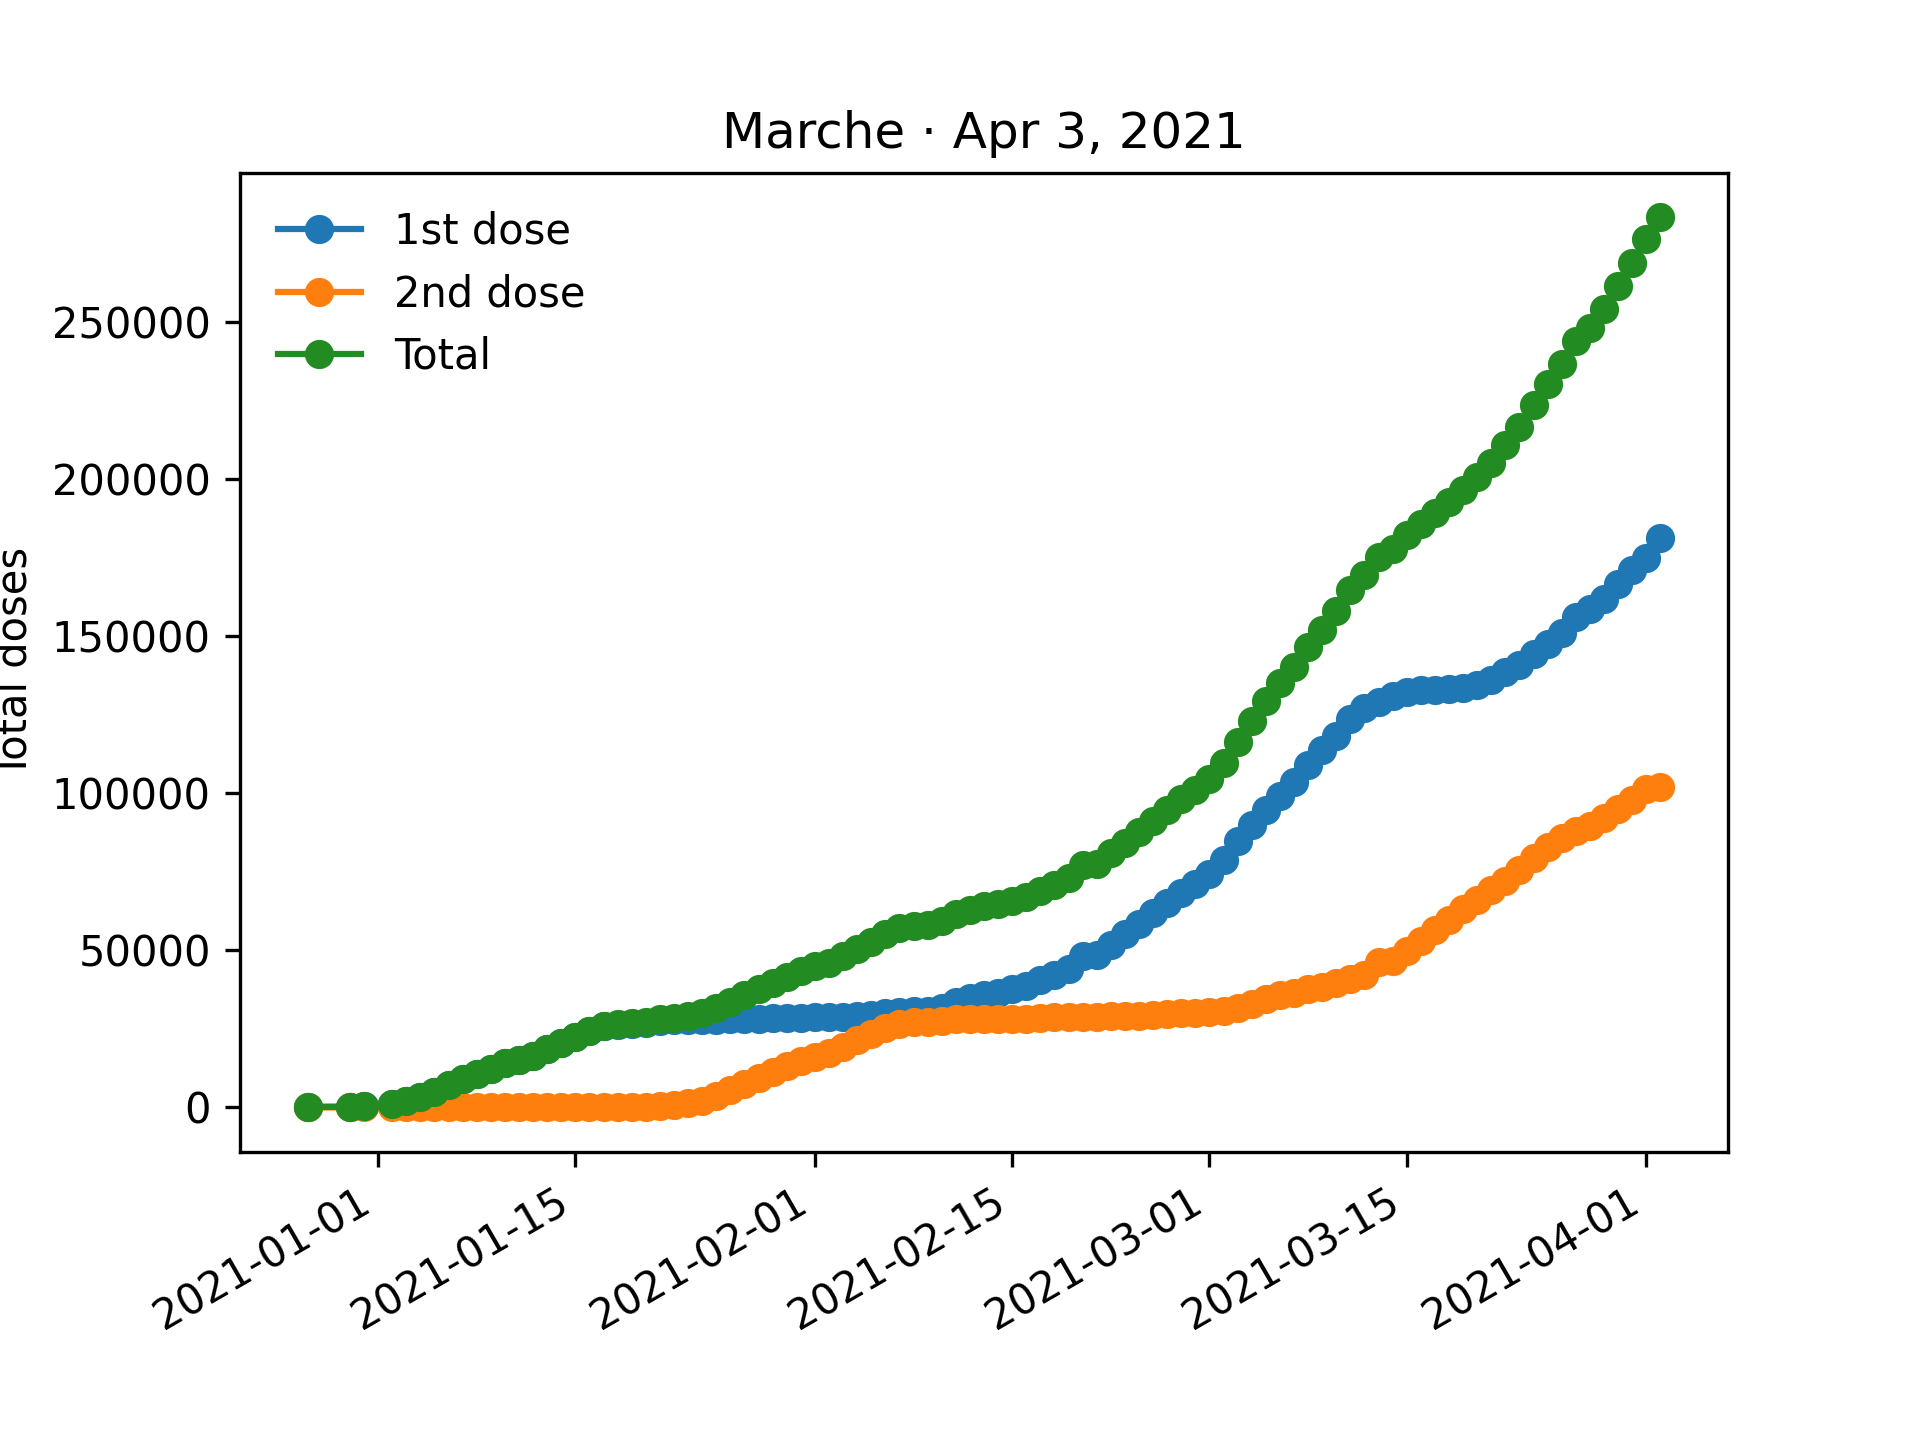 Marche · Apr 3, 2021
1st dose
2nd dose
Total
Total doses
250000
200000
150000
100000
50000
0
2021-01-01
2021-01-15
2021-02-01
2021-02-15
2021-03-01
2021-03-15
2021-04-01